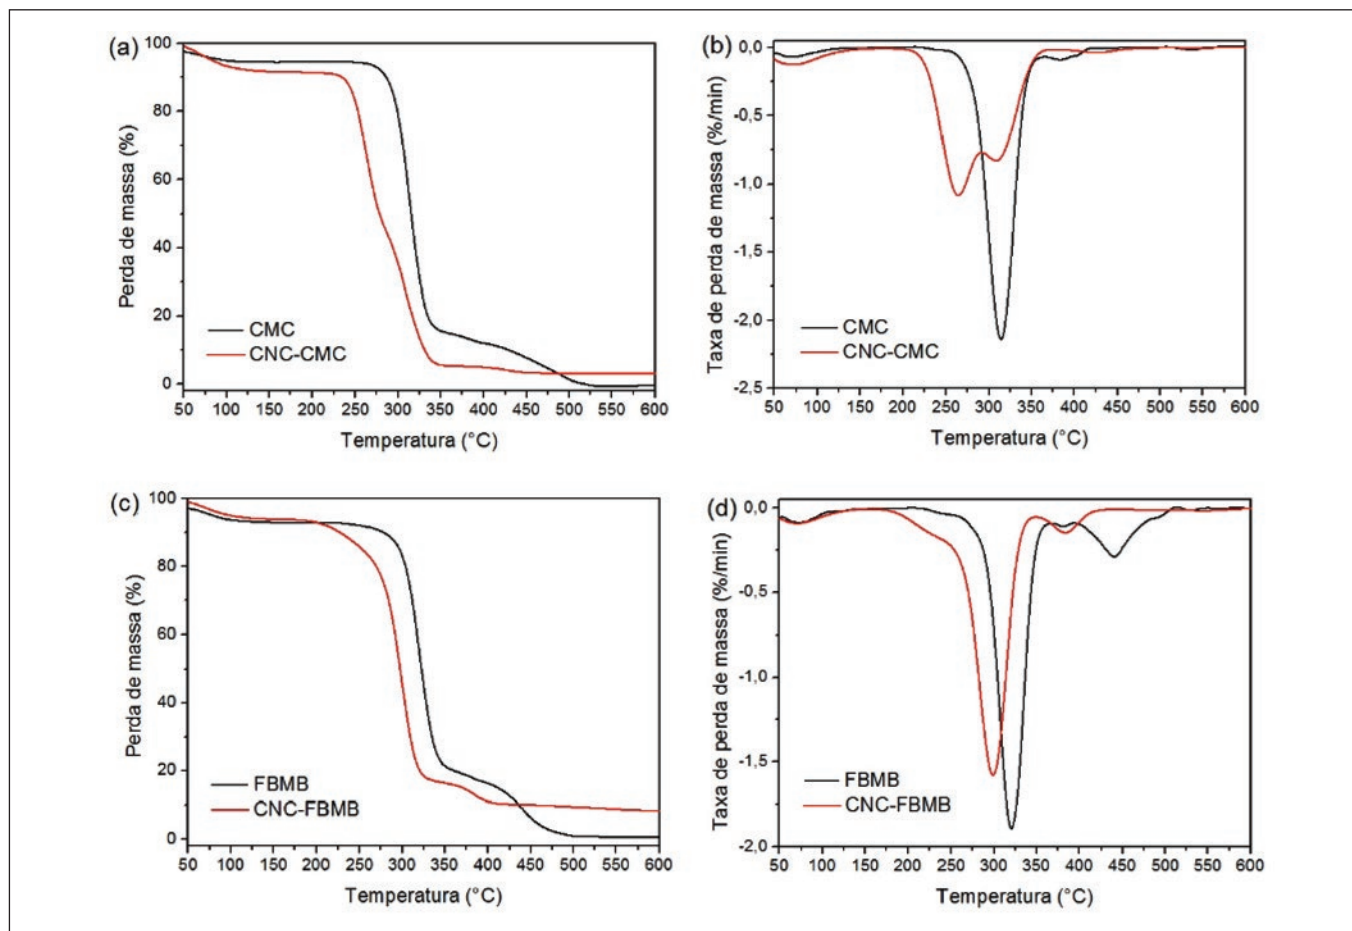 (a)
100
80
60
40
20
0
Perda de massa (%)
CMC
CNC-CMC
50 100 150 200 250 300 350 400 450 500 550 600
Temperatura (°C)
(b)
0,0
-0,5
-1,0
-1,5
-2,0
-2,5
Taxa de perda de massa (%/min)
CMC
CNC-CMC
50 100 150 200 250 300 350 400 450 500 550 600
Temperatura (°C)
(c)
100
80
60
40
20
0
Perda de massa (%)
FBMB
CNC-FBMB
50 100 150 200 250 300 350 400 450 500 550 600
Temperatura (°C)
(d)
0,0
-0,5
-1,0
-1,5
-2,0
Taxa de perda de massa (%/min)
FBMB
CNC-FBMB
50 100 150 200 250 300 350 400 450 500 550 600
Temperatura (°C)